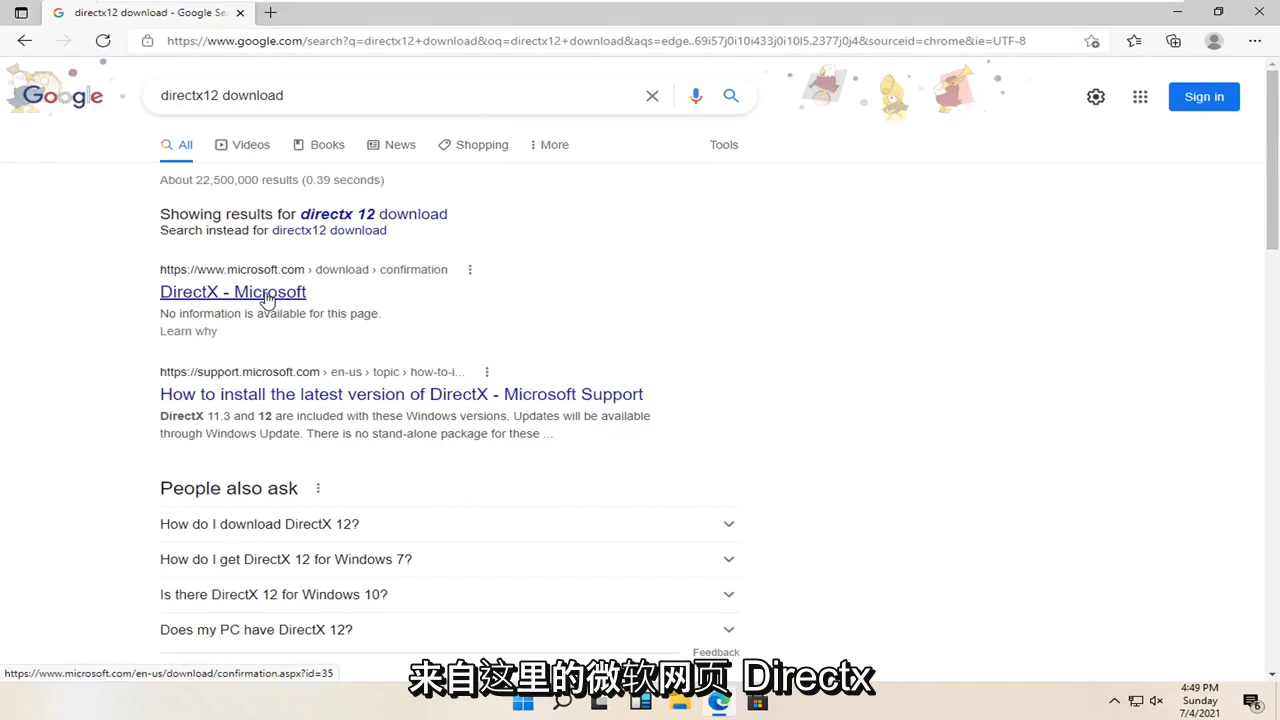 directx12 download - Google Se
https://www.google.com/search?q=directx12+download&oq=directx12+download&aqs=edge..69i57j0i10i433j0i10l5.2377j0j4&sourceid=chrome&ie=UTF-8
Google
directx12 download
Sign in
All
Videos
Books
News
Shopping
More
Tools
About 22,500,000 results (0.39 seconds)
Showing results for directx 12 download
Search instead for directx12 download
https://www.microsoft.com › download › confirmation
DirectX - Microsoft
No information is available for this page.
Learn why
https://support.microsoft.com › en-us › topic › how-to-i...
How to install the latest version of DirectX - Microsoft Support
DirectX 11.3 and 12 are included with these Windows versions. Updates will be available
through Windows Update. There is no stand-alone package for these ...
People also ask
How do I download DirectX 12?
How do I get DirectX 12 for Windows 7?
Is there DirectX 12 for Windows 10?
Does my PC have DirectX 12?
Feedback
https://www.microsoft.com/en-us/download/confirmation.aspx?id=35
来自这里的微软网页 Directx
4:49 PM
Sunday
7/4/2021
6